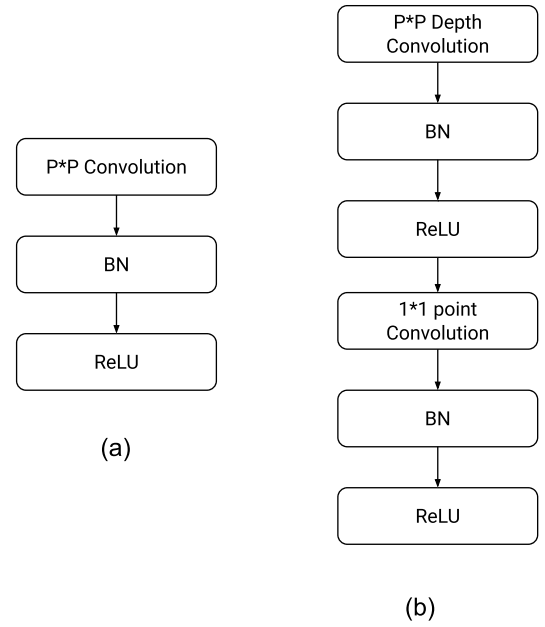 P*P Convolution
BN
ReLU
(a)
P*P Depth
Convolution
BN
ReLU
1*1 point
Convolution
BN
ReLU
(b)